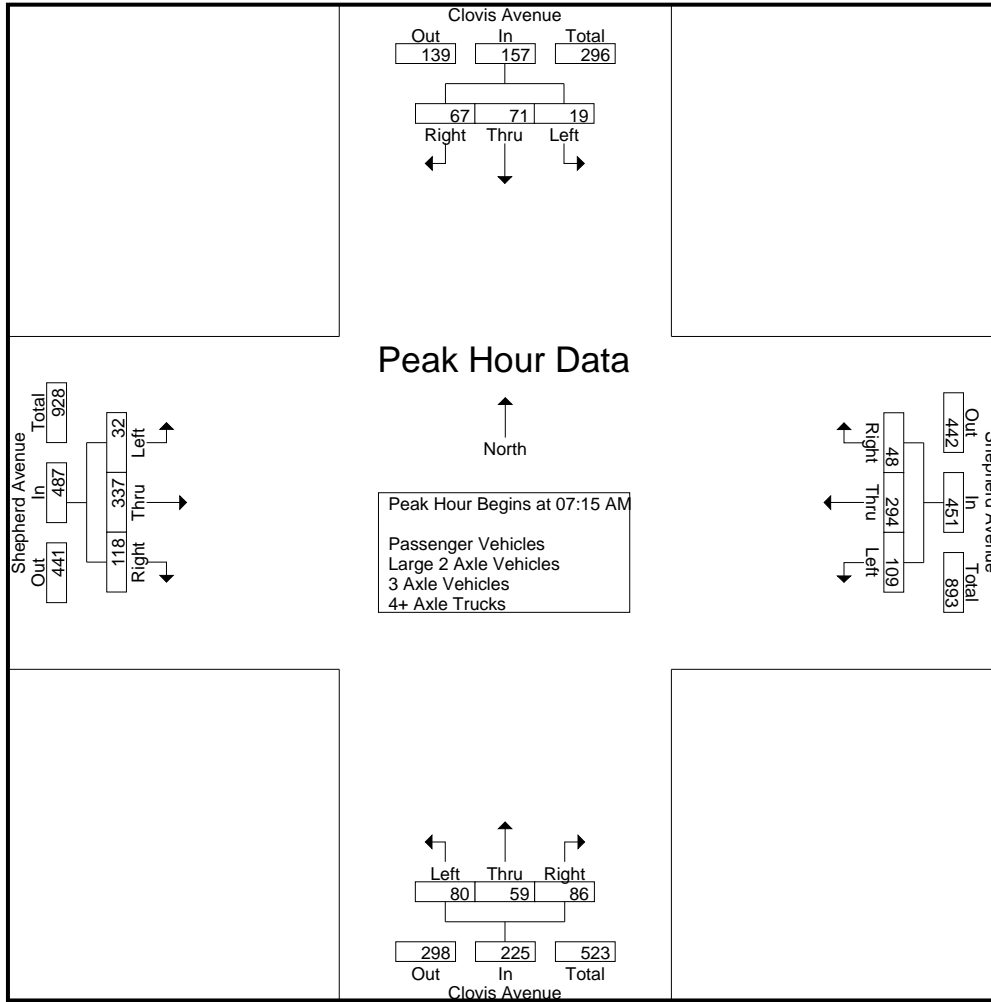 Clovis Avenue
Out In Total
139 157 296
67 71 19
Right Thru Left
Peak Hour Data
North
Peak Hour Begins at 07:15 AM
Passenger Vehicles
Large 2 Axle Vehicles
3 Axle Vehicles
4+ Axle Trucks
Shepherd Avenue
Out In Total
441 487 928
32 337 118
Left Thru Right
Shepherd Avenue
Out In Total
442 451 893
48 294 109
Right Thru Left
Left Thru Right
80 59 86
298 225 523
Out In Total
Clovis Avenue